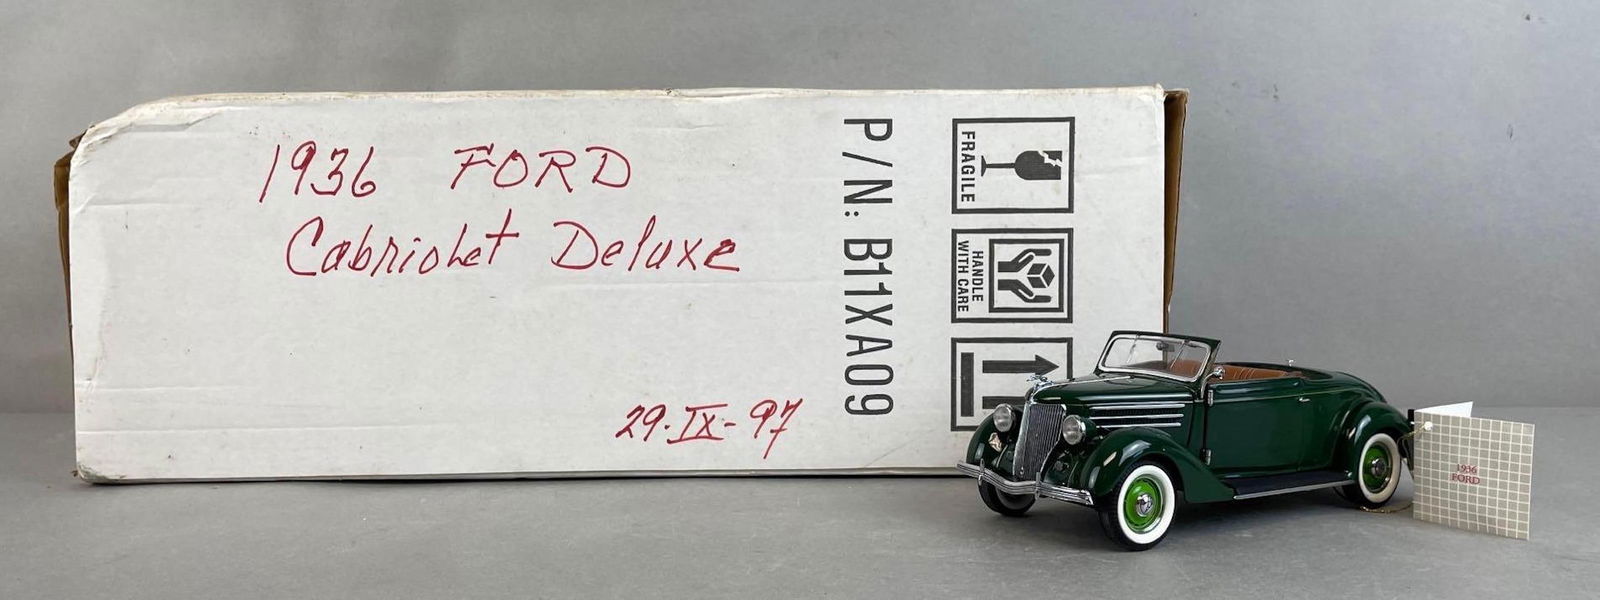 1936 FORD
Cabriolet Deluxe
29·IX-97
P/N: B11XA09
FRAGILE
HANDLE
WITH CARE
1936
FORD